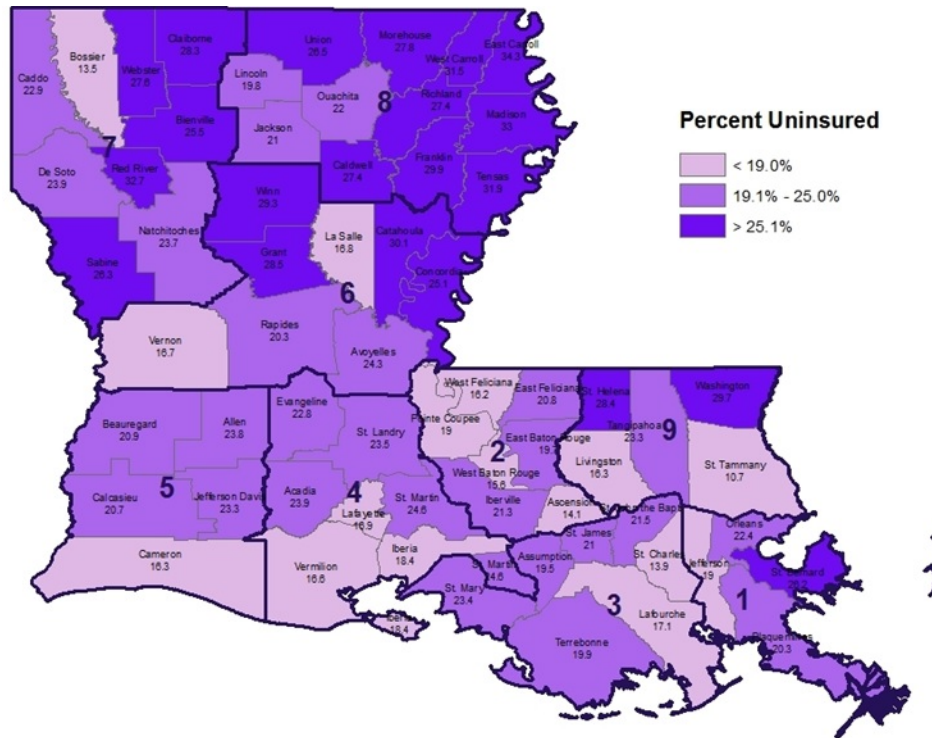 Claiborne
28.3
Union
26.5
Morehouse
27.8
West Carroll
31.5
East Carroll
34.3
Bossier
13.5
Webster
27.6
Caddo
22.9
Lincoln
19.8
Ouachita
22
8
Richland
27.4
Madison
33
Bienville
25.5
Jackson
21
7
Red River
32.7
De Soto
23.9
Caldwell
27.4
Franklin
29.9
Tensas
31.9
Winn
29.3
Natchitoches
23.7
La Salle
16.8
Catahoula
30.1
Sabine
26.3
Grant
28.5
Concordia
25.1
6
Vernon
16.7
Rapides
20.3
Avoyelles
24.3
Percent Uninsured
< 19.0%
19.1% - 25.0%
> 25.1%
West Feliciana
16.2
East Feliciana
20.8
St. Helena
28.4
Washington
29.7
Evangeline
22.8
Pointe Coupee
19
Tangipahoa
23.3
9
Beauregard
20.9
Allen
23.8
St. Landry
23.5
East Baton Rouge
19.7
2
Livingston
16.3
St. Tammany
10.7
West Baton Rouge
15.6
5
Calcasieu
20.7
Jefferson Davis
23.3
Acadia
23.9
4
Lafayette
16.9
St. Martin
24.6
Iberville
21.3
Ascension
14.1
21.5
Orleans
22.4
St. James
21
Cameron
16.3
Vermilion
16.6
Iberia
18.4
St. Martin
24.6
Assumption
19.5
St. Charles
13.9
Jefferson
19
St. Bernard
26.2
St. Mary
23.4
3
Lafourche
17.1
1
Iberia
18.4
Terrebonne
19.9
Plaquemines
20.3